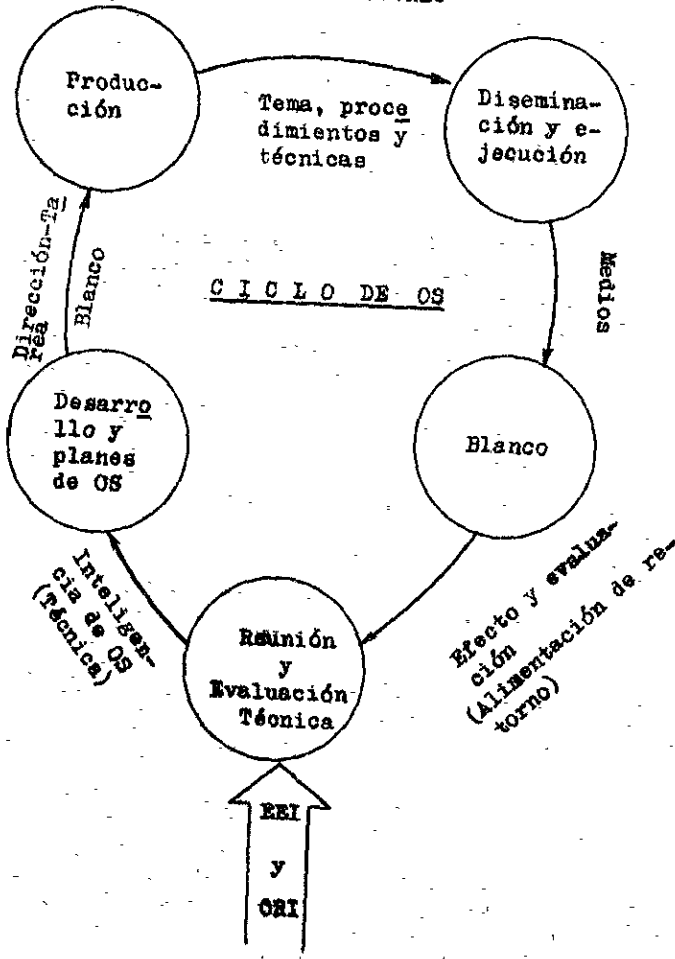 Produc-
ción
Tema, proce
dimientos y
técnicas
Disemina-
ción y e-
jecución
Dirección-Ta
rea
Blanco
CICLO DE OS
Medios
Desarro
llo y
planes
de OS
Blanco
Inteligen-
cia de OS
(Técnica)
Reunión
y
Evaluación
Técnica
Efecto y evalua-
ción
(Alimentación de re-
torno)
EEI
y
ORI